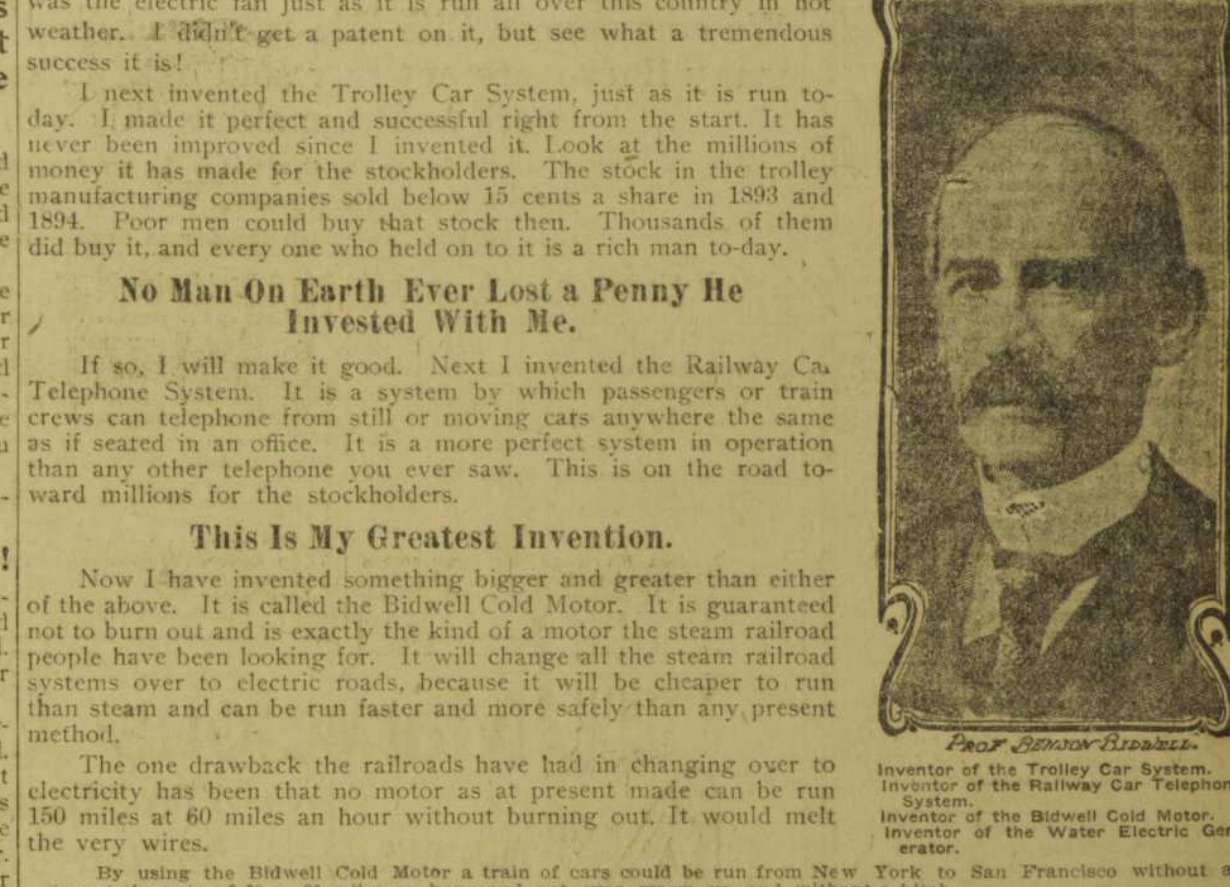 was the electric fan just as it is run all over this country in hot
weather. I didn't get a patent on it, but see what a tremendous
success it is!
I next invented the Trolley Car System, just as it is run to-
day. I made it perfect and successful right from the start. It has
never been improved since I invented it. Look at the millions of
money it has made for the stockholders. The stock in the trolley
manufacturing companies sold below 15 cents a share in 1893 and
1894. Poor men could buy that stock then. Thousands of them
did buy it, and every one who held on to it is a rich man to-day.
No Man On Earth Ever Lost a Penny He
Invested With Me.
If so, I will make it good. Next I invented the Railway Ca.
Telephone System. It is a system by which passengers or train
crews can telephone from still or moving cars anywhere the same
as if seated in an office. It is a more perfect system in operation
than any other telephone you ever saw. This is on the road to-
ward millions for the stockholders.
This Is My Greatest Invention.
Now I have invented something bigger and greater than either
of the above. It is called the Bidwell Cold Motor. It is guaranteed
not to burn out and is exactly the kind of a motor the steam railroad
people have been looking for. It will change all the steam railroad
systems over to electric roads, because it will be cheaper to run
than steam and can be run faster and more safely than any present
method.
The one drawback the railroads have had in changing over to
electricity has been that no motor as at present made can be run
150 miles at 60 miles an hour without burning out. It would melt
the very wires.
By using the Bidwell Cold Motor a train of cars could be run from New York to San Francisco without
PROF BENSON BIDWELL.
Inventor of the Trolley Car System.
Inventor of the Railway Car Telephon
System.
Inventor of the Bidwell Cold Motor.
Inventor of the Water Electric Gen
erator.